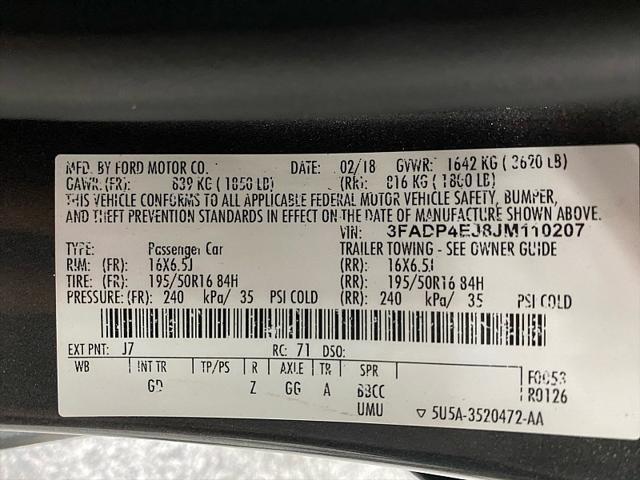 MFD. BY FORD MOTOR CO. DATE: 02/18 GVWR: 1642 KG ( 3620 LB)
GAWR: (FR): 839 KG ( 1850 LB) (RR): 816 KG ( 1800 LB)
THIS VEHICLE CONFORMS TO ALL APPLICABLE FEDERAL MOTOR VEHICLE SAFETY, BUMPER,
AND THEFT PREVENTION STANDARDS IN EFFECT ON THE DATE OF MANUFACTURE SHOWN ABOVE.
VIN: 3FADP4EJ8JM110207
TYPE: Passenger Car TRAILER TOWING - SEE OWNER GUIDE
RIM: (FR): 16X6.5J (RR): 16X6.5J
TIRE: (FR): 195/50R16 84H (RR): 195/50R16 84H
PRESSURE: (FR): 240 kPa/ 35 PSI COLD (RR): 240 kPa/ 35 PSI COLD
EXT PNT: J7 RC: 71 DSO:
WB INT TR TP/PS R AXLE TR SPR F0053
GD Z GG A BBCC R0126
UMU ▽ 5U5A-3520472-AA